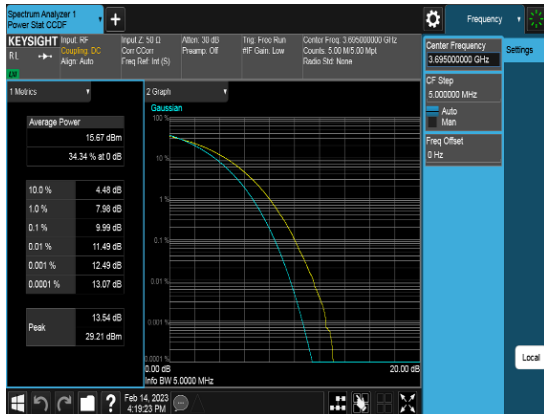 Spectrum Analyzer 1
Power Stat CCDF
Frequency
KEYSIGHT
RL
Input: RF
Coupling: DC
Align: Auto
Input Z: 50 Ω
Corr CCorr
Freq Ref: Int (S)
Atten: 30 dB
Preamp: Off
Trig: Free Run
#IF Gain: Low
Center Freq: 3.695000000 GHz
Counts: 5.00 M/5.00 Mpt
Radio Std: None
Center Frequency
3.695000000 GHz
Settings
CF Step
5.000000 MHz
Auto
Man
Freq Offset
0 Hz
1 Metrics
Average Power
15.67 dBm
34.34 % at 0 dB
10.0 % 4.48 dB
1.0 % 7.98 dB
0.1 % 9.99 dB
0.01 % 11.49 dB
0.001 % 12.49 dB
0.0001 % 13.07 dB
Peak
13.54 dB
29.21 dBm
2 Graph
Gaussian
100 %
10 %
1 %
0.1 %
0.01 %
0.001 %
0.0001 %
0.00 dB 20.00 dB
Info BW 5.0000 MHz
Local
Feb 14, 2023
4:19:23 PM